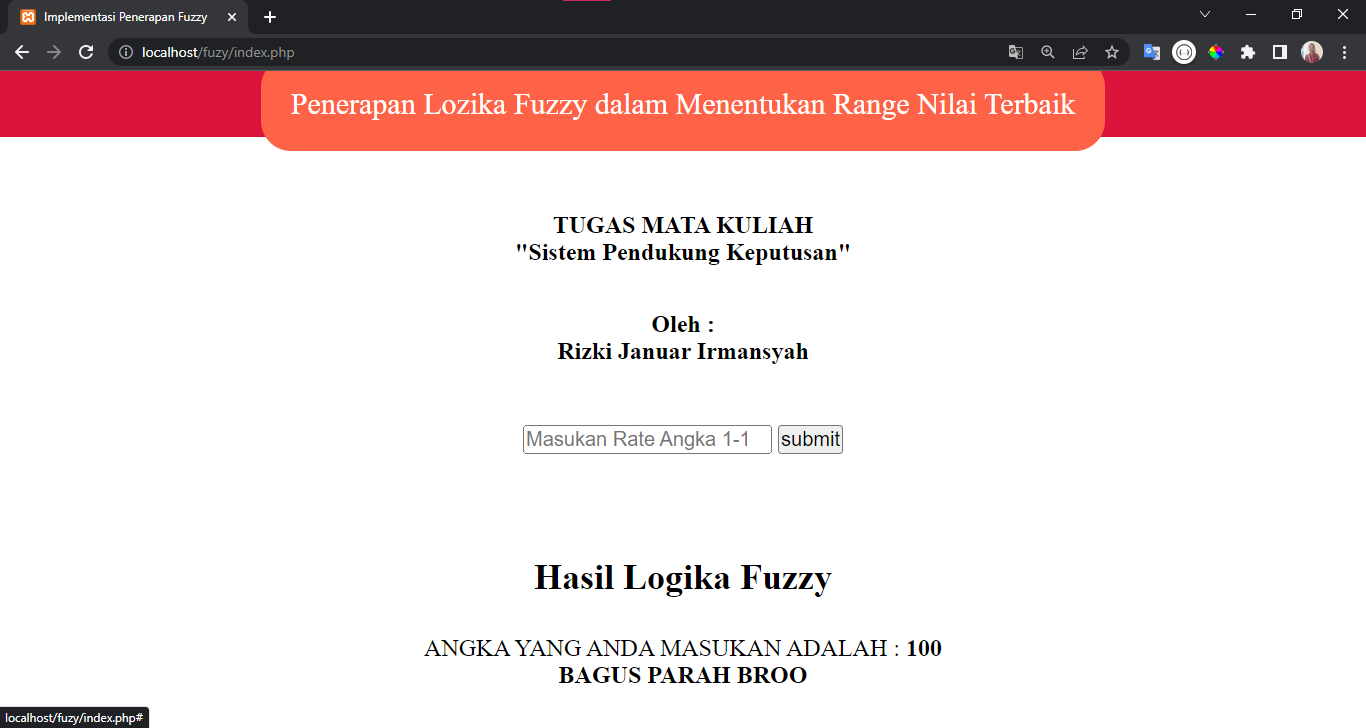 Implementasi Penerapan Fuzzy
localhost/fuzy/index.php
Penerapan Lozika Fuzzy dalam Menentukan Range Nilai Terbaik
TUGAS MATA KULIAH
"Sistem Pendukung Keputusan"
Oleh :
Rizki Januar Irmansyah
Masukan Rate Angka 1-1
submit
Hasil Logika Fuzzy
ANGKA YANG ANDA MASUKAN ADALAH : 100
BAGUS PARAH BROO
localhost/fuzy/index.php#